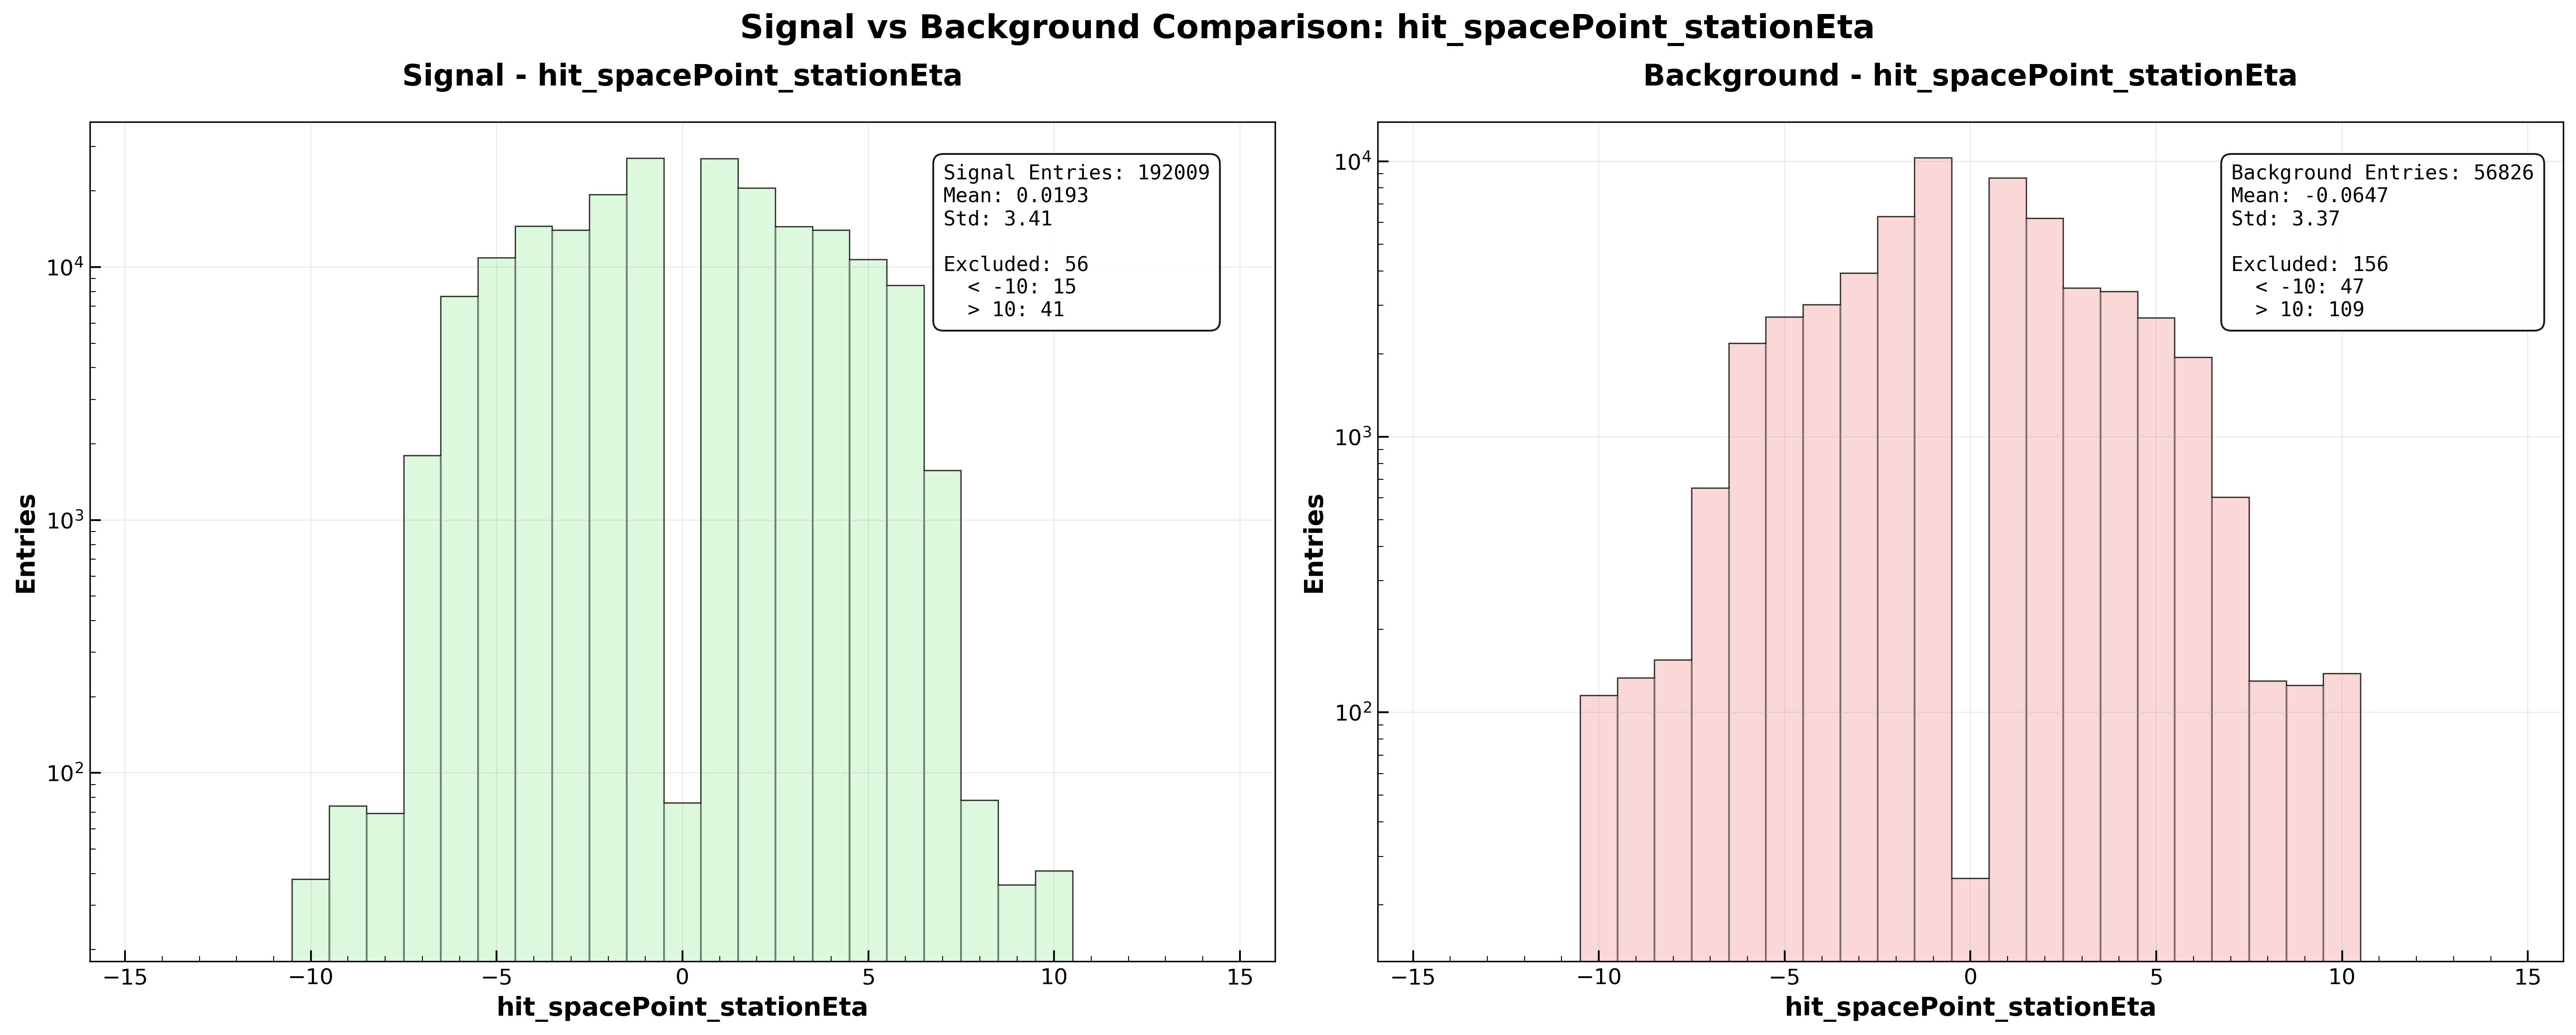 Signal vs Background Comparison: hit_spacePoint_stationEta
Signal - hit_spacePoint_stationEta
Signal Entries: 192009
Mean: 0.0193
Std: 3.41
Excluded: 56
< -10: 15
> 10: 41
Entries
10⁴
10³
10²
−15
−10
−5
0
5
10
15
hit_spacePoint_stationEta
Background - hit_spacePoint_stationEta
Background Entries: 56826
Mean: -0.0647
Std: 3.37
Excluded: 156
< -10: 47
> 10: 109
Entries
10⁴
10³
10²
−15
−10
−5
0
5
10
15
hit_spacePoint_stationEta